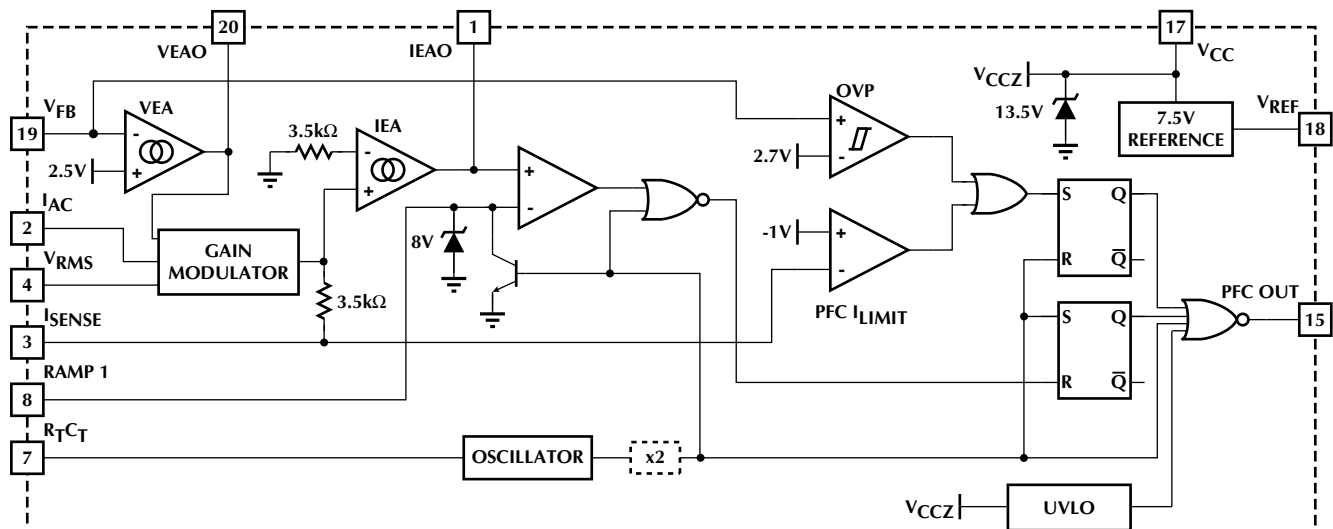 20
VEAO
1
IEAO
17
VCC
VCCZ
13.5V
7.5V
REFERENCE
VREF
18
VFB
19
VEA
-
+
2.5V
3.5kΩ
IEA
-
+
+
-
OVP
+
-
2.7V
S
Q
R
Q̅
IAC
2
VRMS
4
GAIN
MODULATOR
3.5kΩ
8V
-1V
+
-
PFC ILIMIT
ISENSE
3
RAMP 1
8
S
Q
R
Q̅
PFC OUT
15
RTCT
7
OSCILLATOR
x2
VCCZ
UVLO